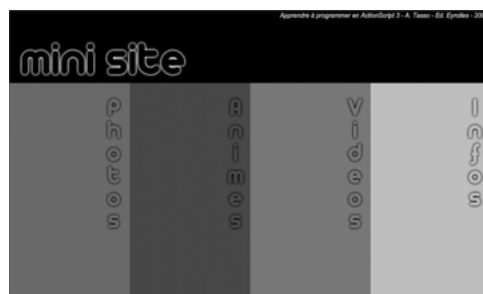 Apprendre à programmer en ActionScript 3 - A. Tasso - Ed. Eyrolles - 200
mini site
Photos
Animes
Videos
Infos